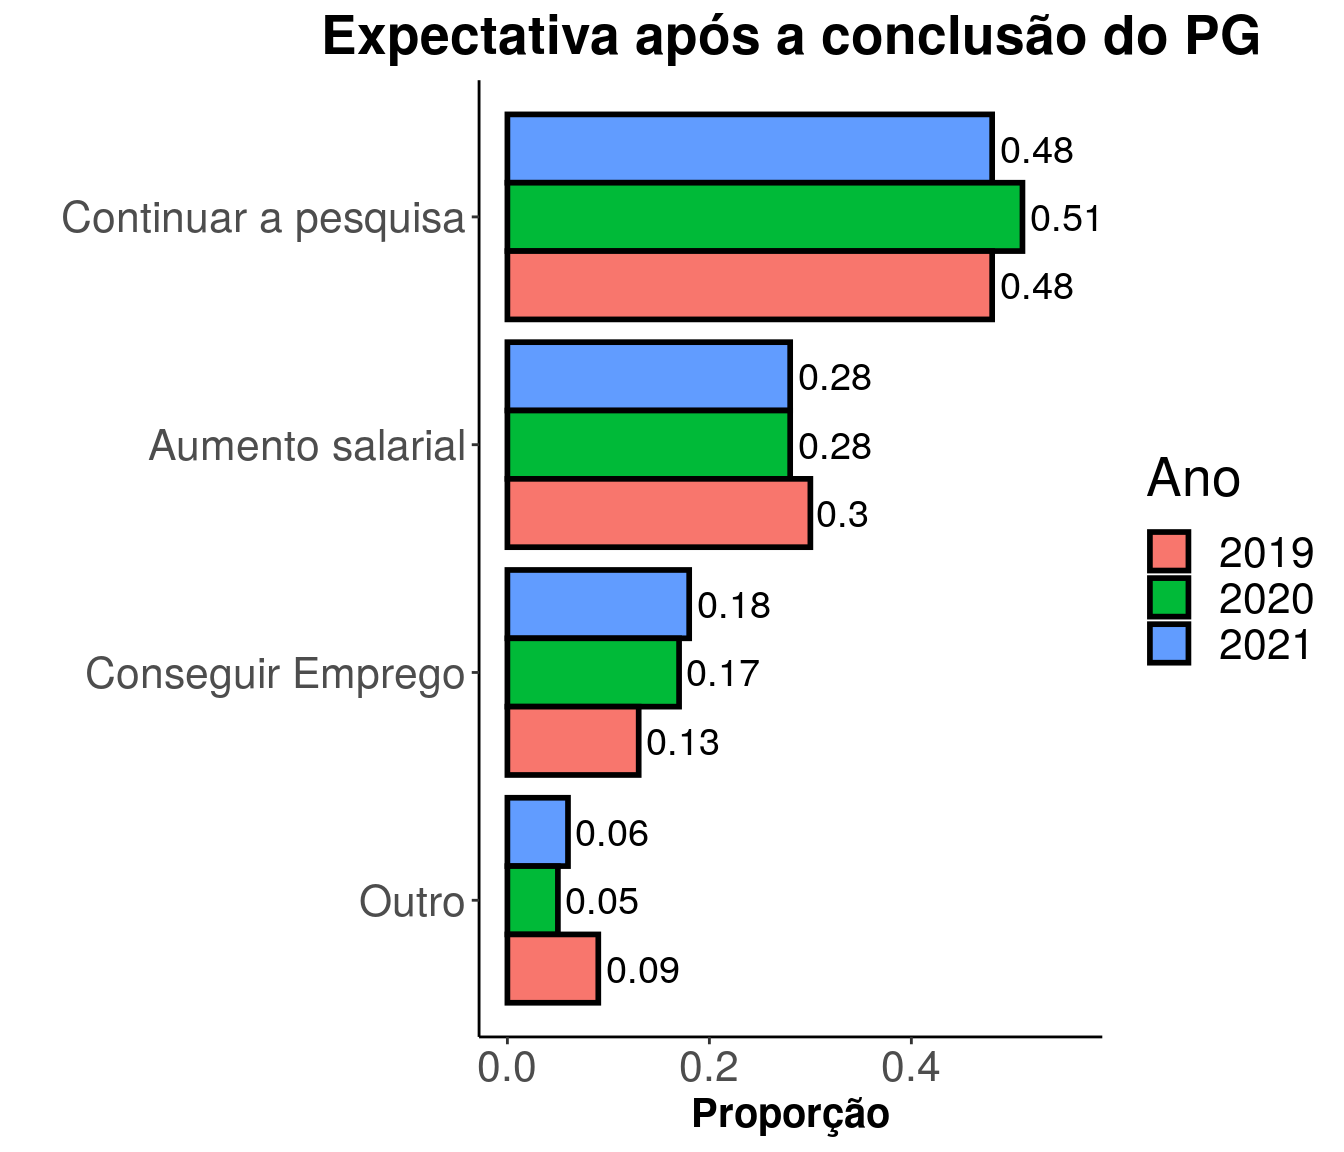 Expectativa após a conclusão do PG
0.48
Continuar a pesquisa
0.51
0.48
0.28
Aumento salarial
0.28
0.3
0.18
Conseguir Emprego
0.17
0.13
0.06
Outro
0.05
0.09
Ano
2019
2020
2021
0.0 0.2 0.4
Proporção